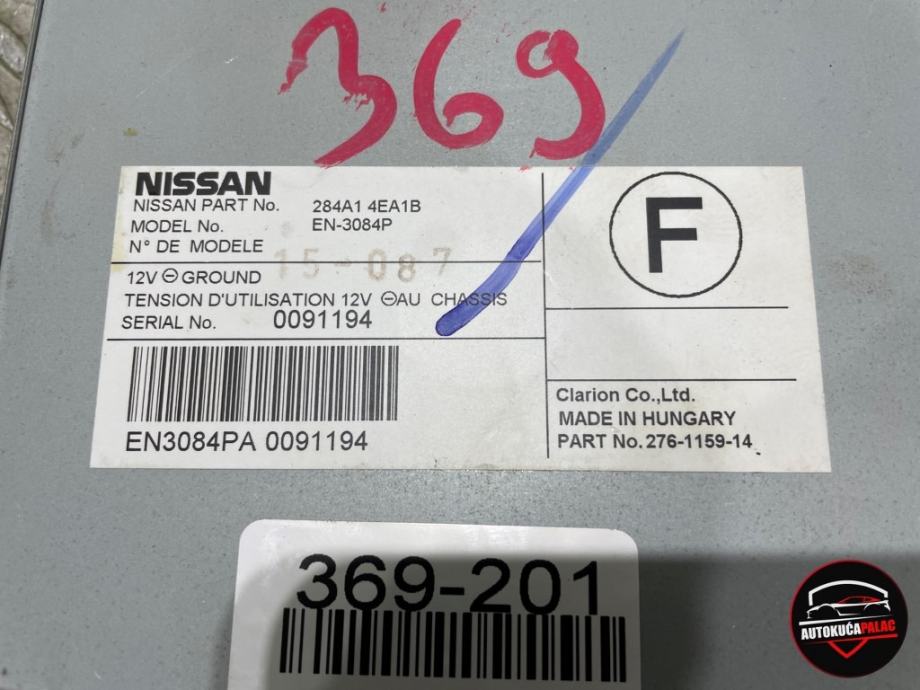 369
NISSAN
NISSAN PART No. 284A1 4EA1B
MODEL No. EN-3084P
N° DE MODELE
15-087
12V ⊖ GROUND
TENSION D'UTILISATION 12V ⊖AU CHASSIS
SERIAL No. 0091194
EN3084PA 0091194
F
Clarion Co.,Ltd.
MADE IN HUNGARY
PART No. 276-1159-14
369-201
AUTOKUĆAPALAC